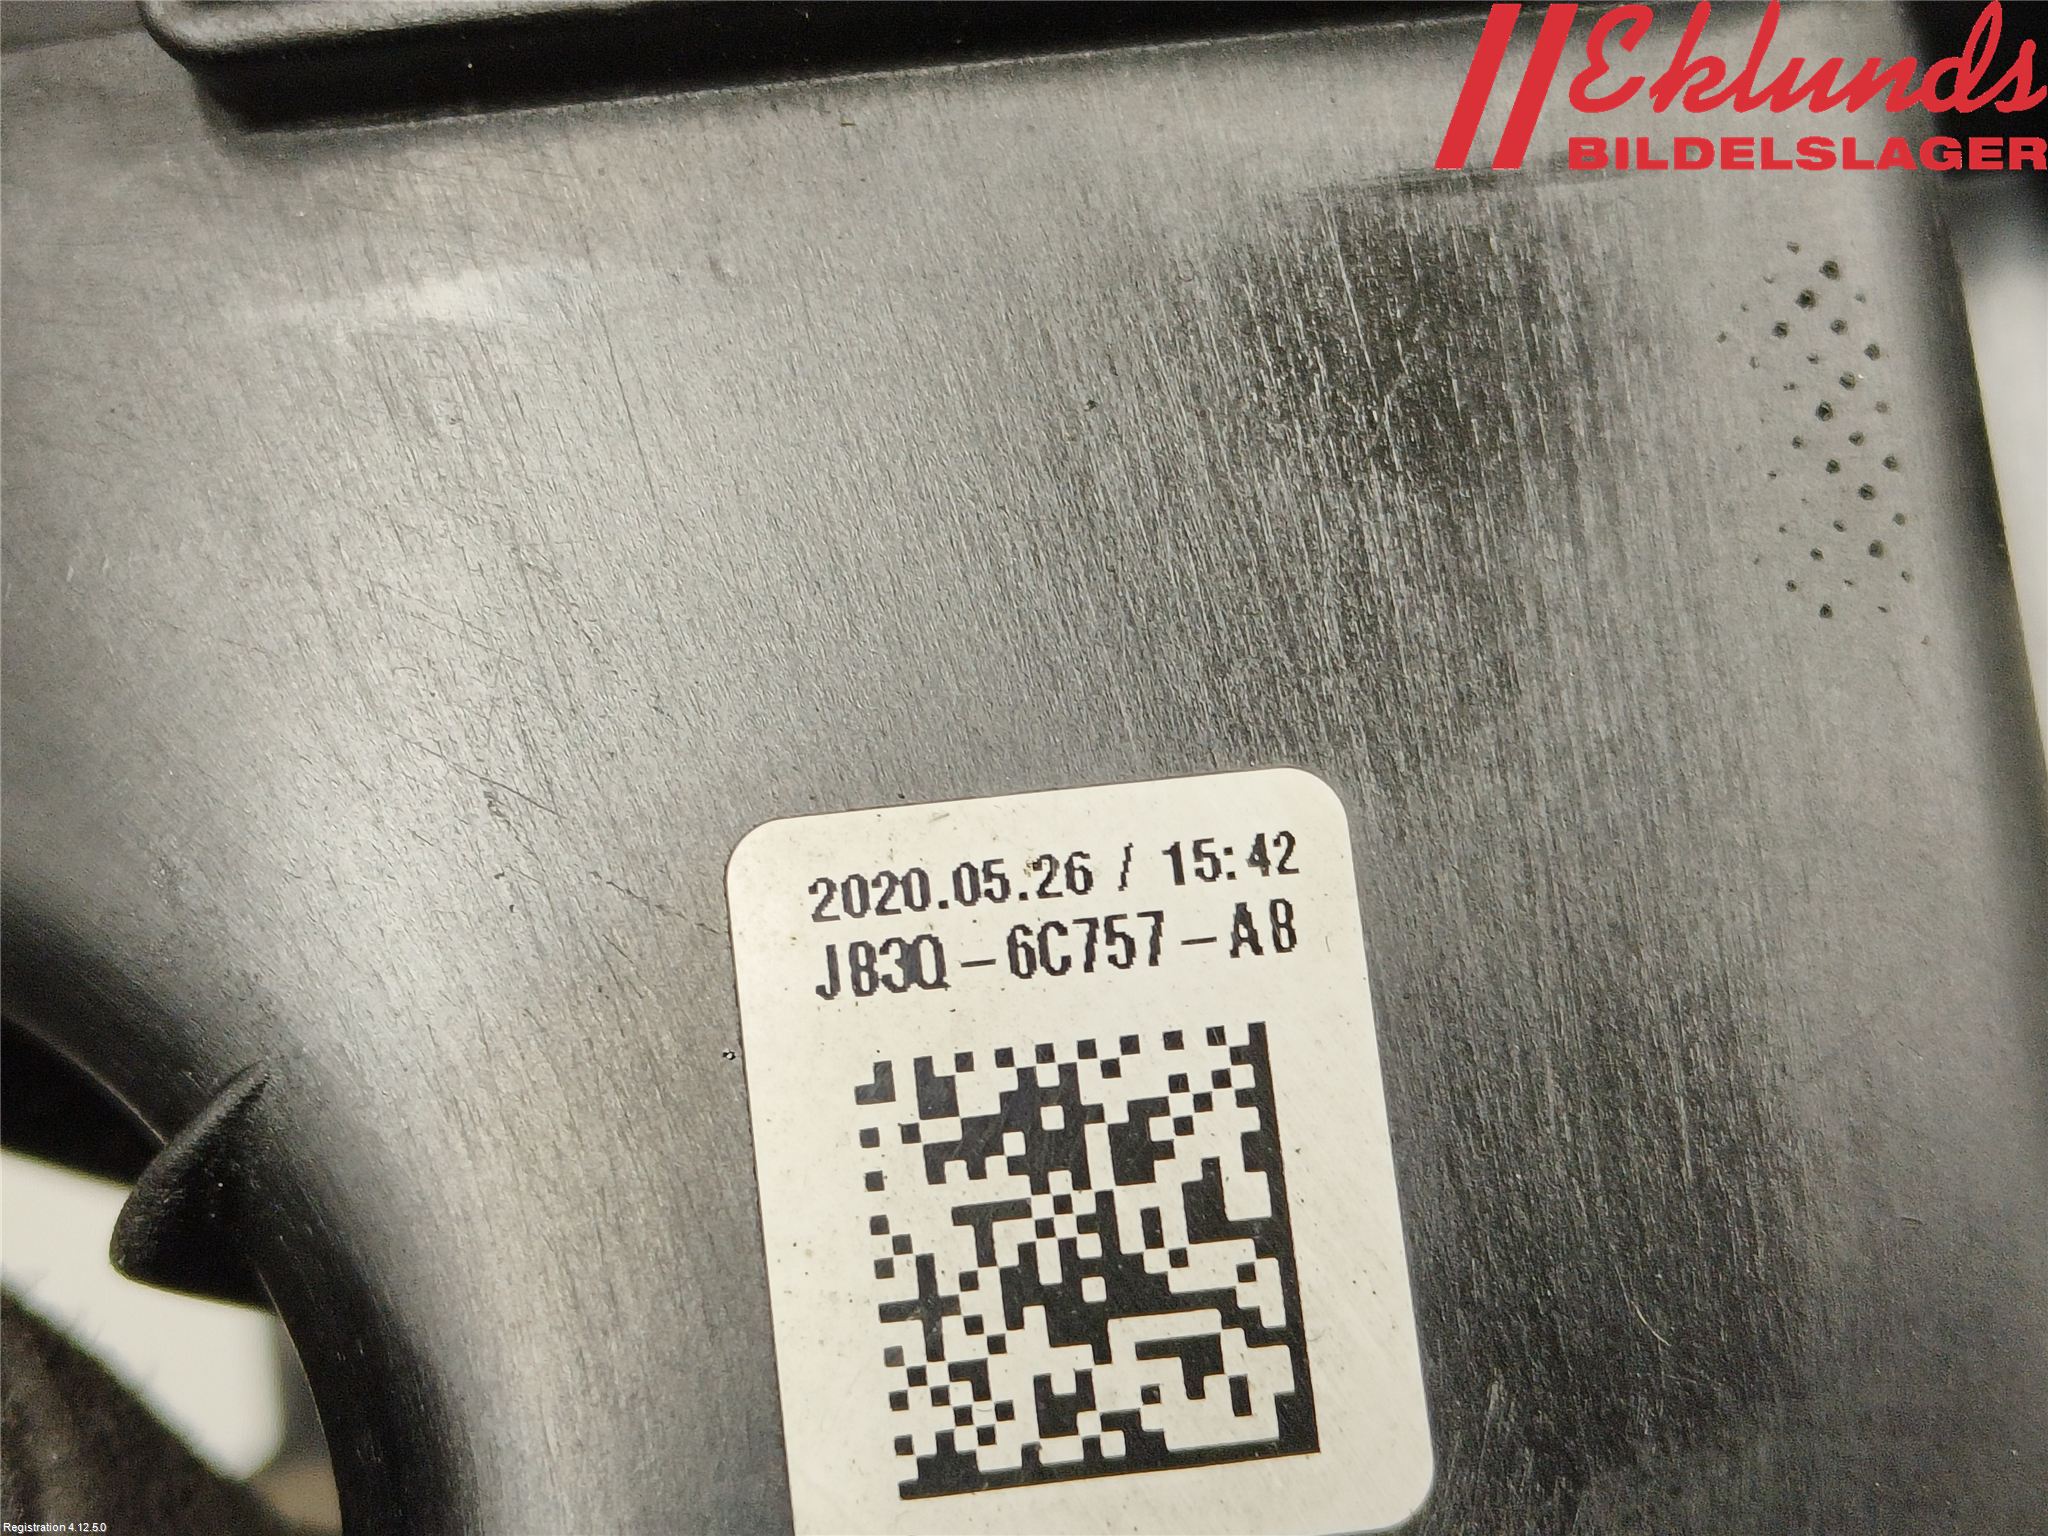 Eklunds
BILDELSLAGER
2020.05.26 / 15:42
J83Q-6C757-A8
Registration 4.12.5.0